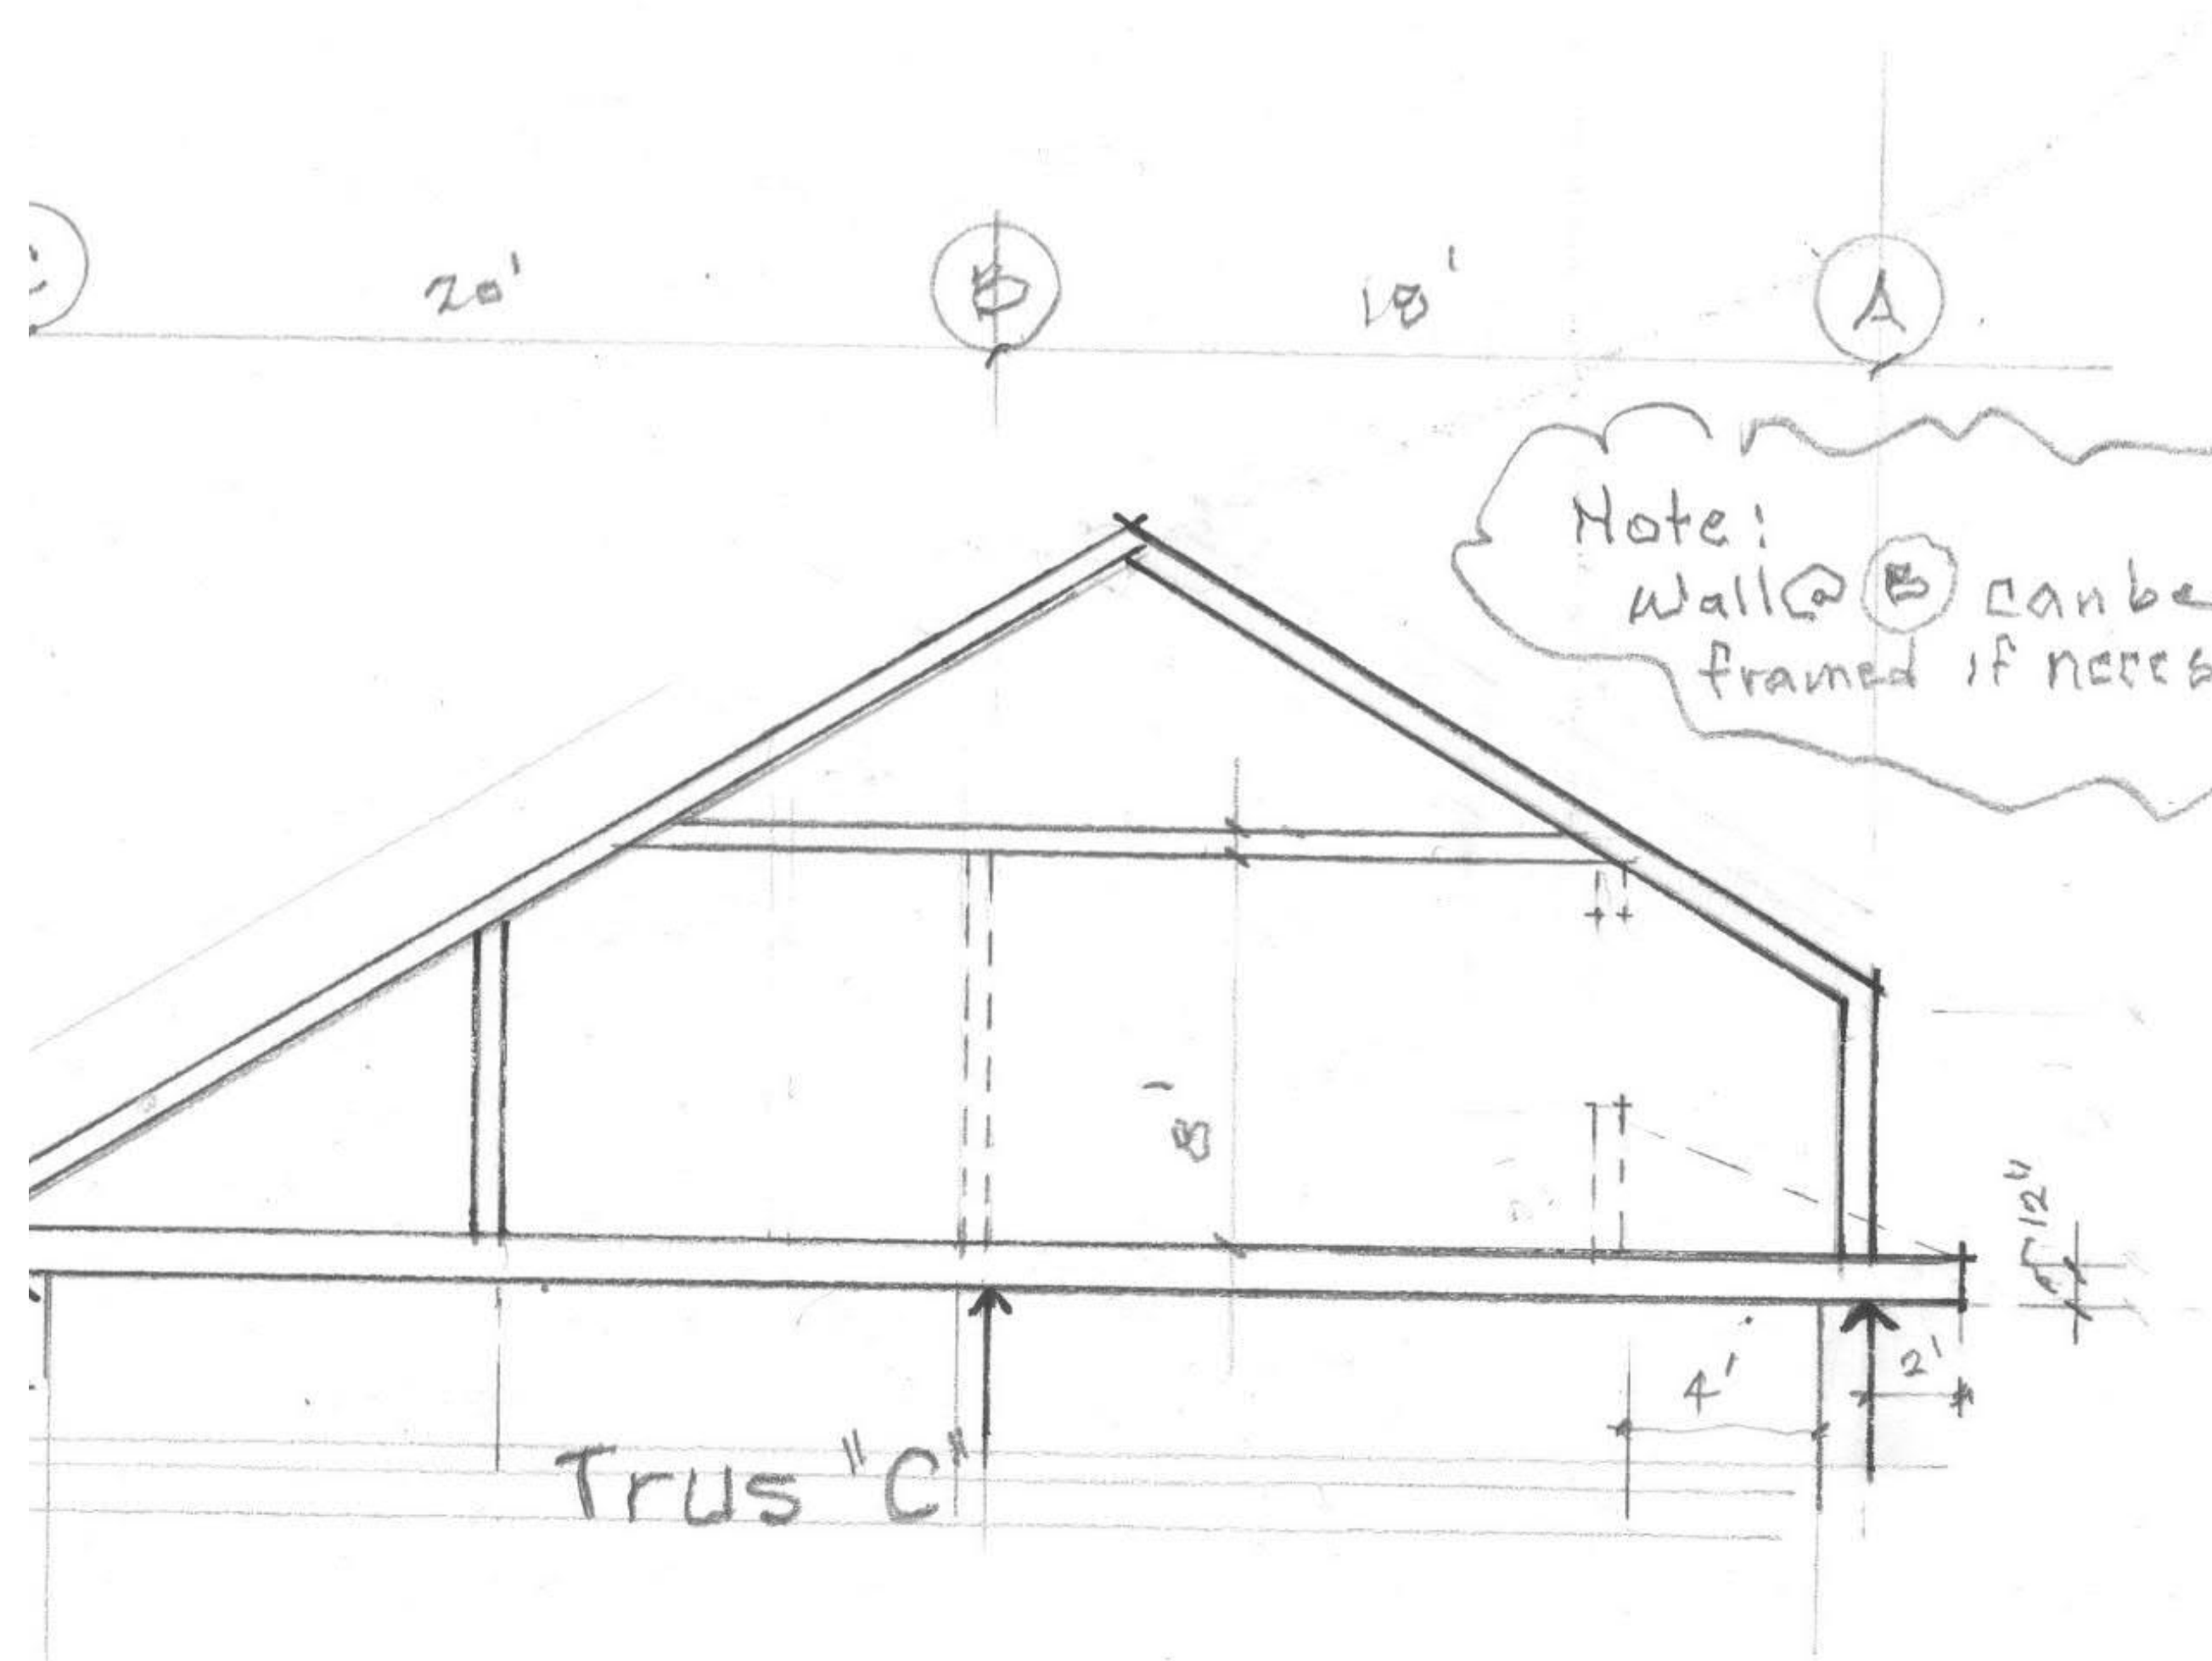 C
20'
B
18'
A
Note:
Wall@ B can be
framed if neces
8'
12"
4'
2'
Trus "C"